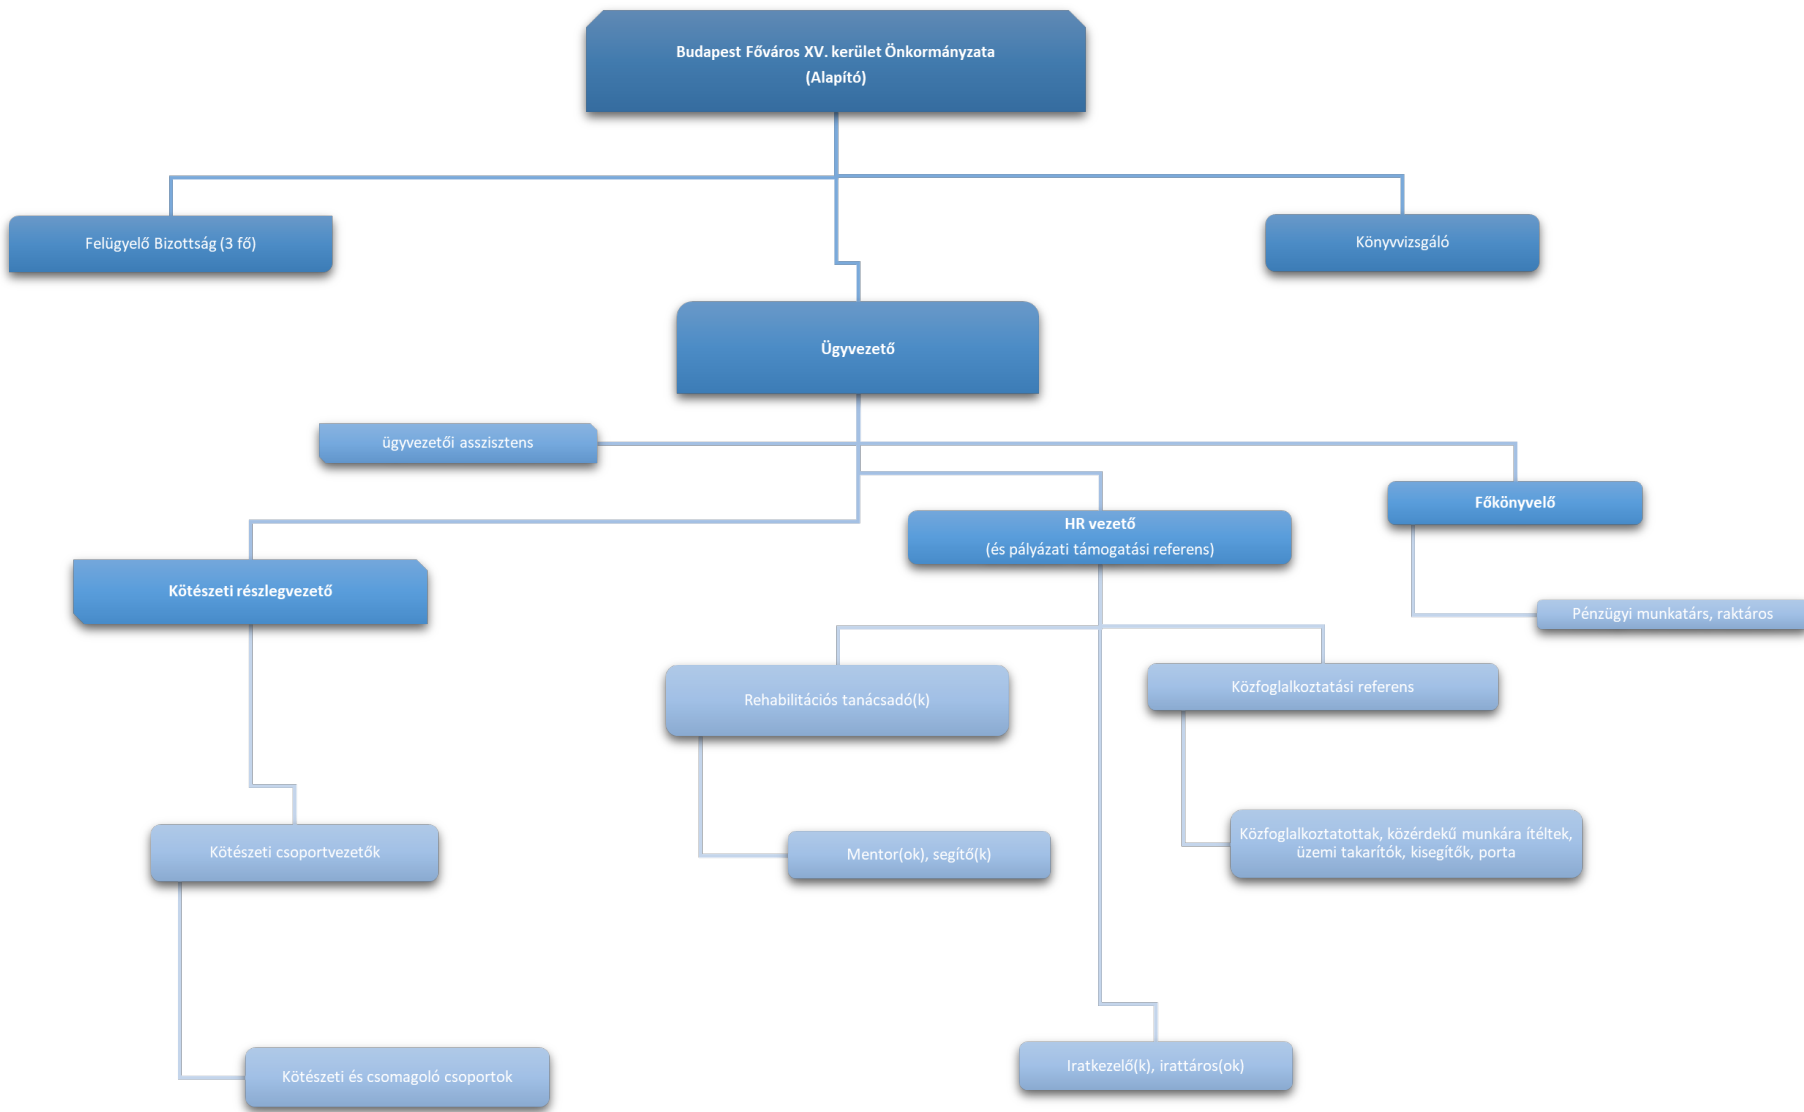 Budapest Főváros XV. kerület Önkormányzata
(Alapító)
Felügyelő Bizottság (3 fő)
Könyvvizsgáló
Ügyvezető
ügyvezetői asszisztens
Főkönyvelő
HR vezető
(és pályázati támogatási referens)
Kötészeti részlegvezető
Pénzügyi munkatárs, raktáros
Rehabilitációs tanácsadó(k)
Közfoglalkoztatási referens
Kötészeti csoportvezetők
Mentor(ok), segítő(k)
Közfoglalkoztatottak, közérdekű munkára ítéltek,
üzemi takarítók, kisegítők, porta
Kötészeti és csomagoló csoportok
Iratkezelő(k), irattáros(ok)